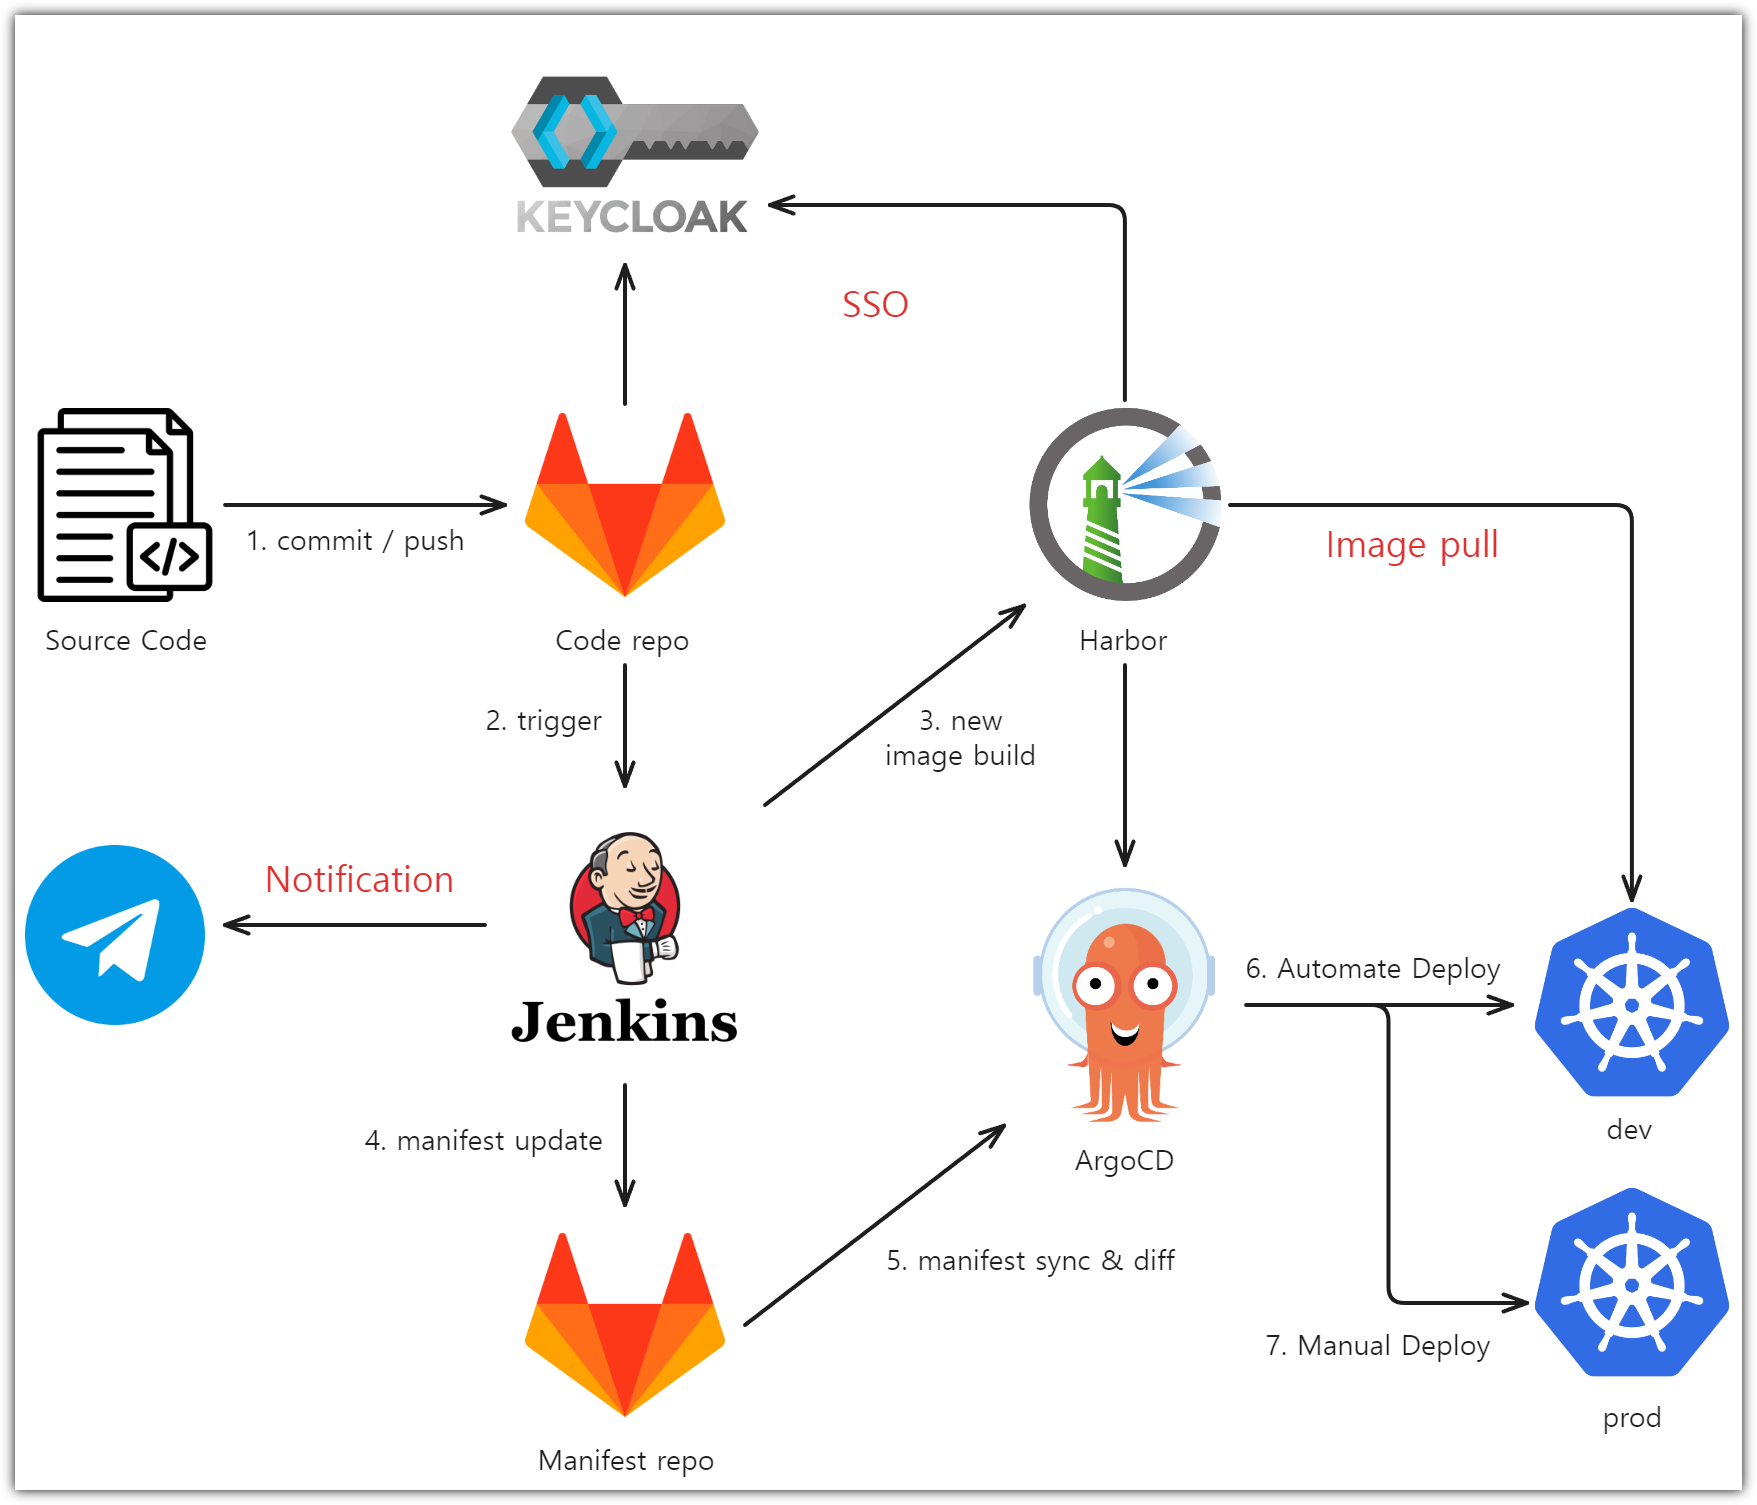 KEYCLOAK
SSO
1. commit / push
Image pull
Source Code
Code repo
Harbor
2. trigger
3. new
image build
Notification
Jenkins
6. Automate Deploy
dev
4. manifest update
ArgoCD
5. manifest sync & diff
7. Manual Deploy
prod
Manifest repo